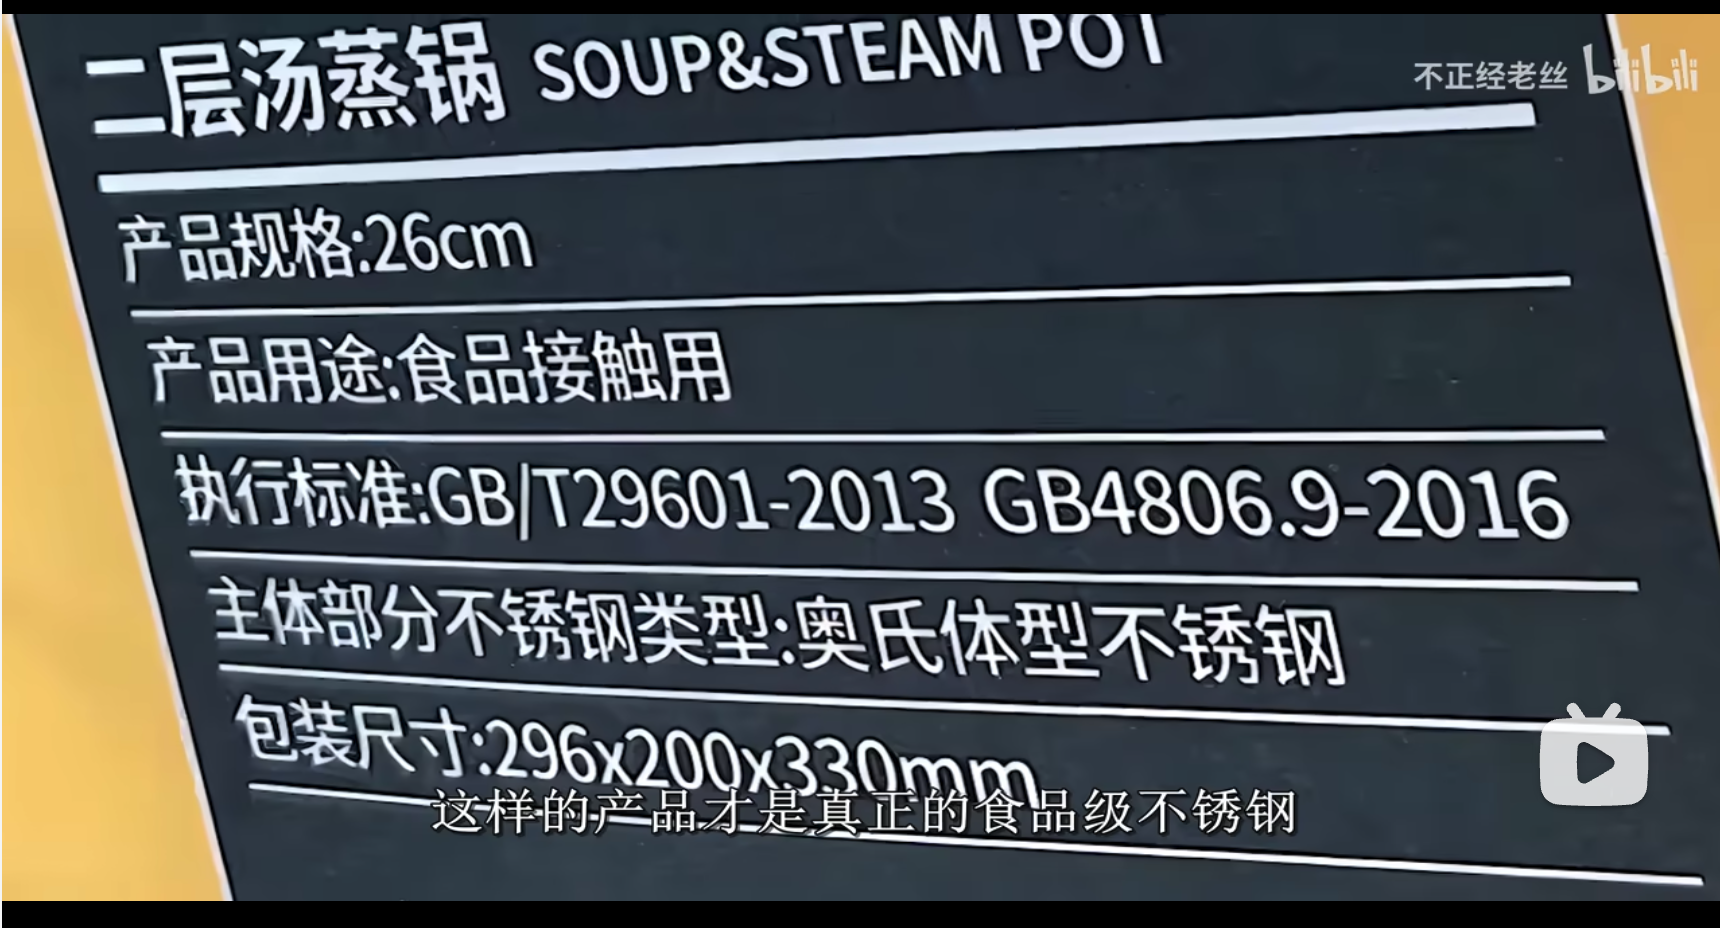 二层汤蒸锅 SOUP&STEAM POT
不正经老丝 bilibili
产品规格:26cm
产品用途:食品接触用
执行标准:GB/T29601-2013 GB4806.9-2016
主体部分不锈钢类型:奥氏体型不锈钢
包装尺寸:296x200x330mm
这样的产品才是真正的食品级不锈钢